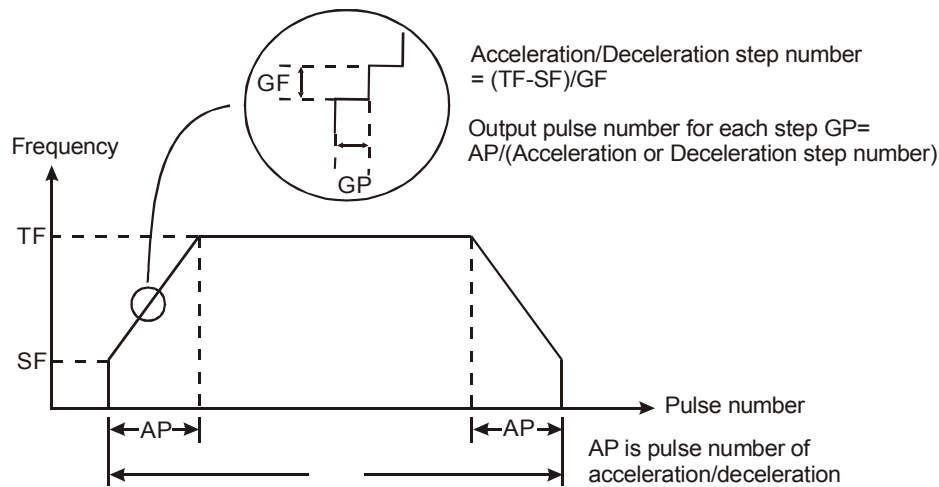 Acceleration/Deceleration step number
= (TF-SF)/GF
GF
Output pulse number for each step GP=
AP/(Acceleration or Deceleration step number)
Frequency
GP
TF
SF
Pulse number
AP
AP
AP is pulse number of
acceleration/deceleration